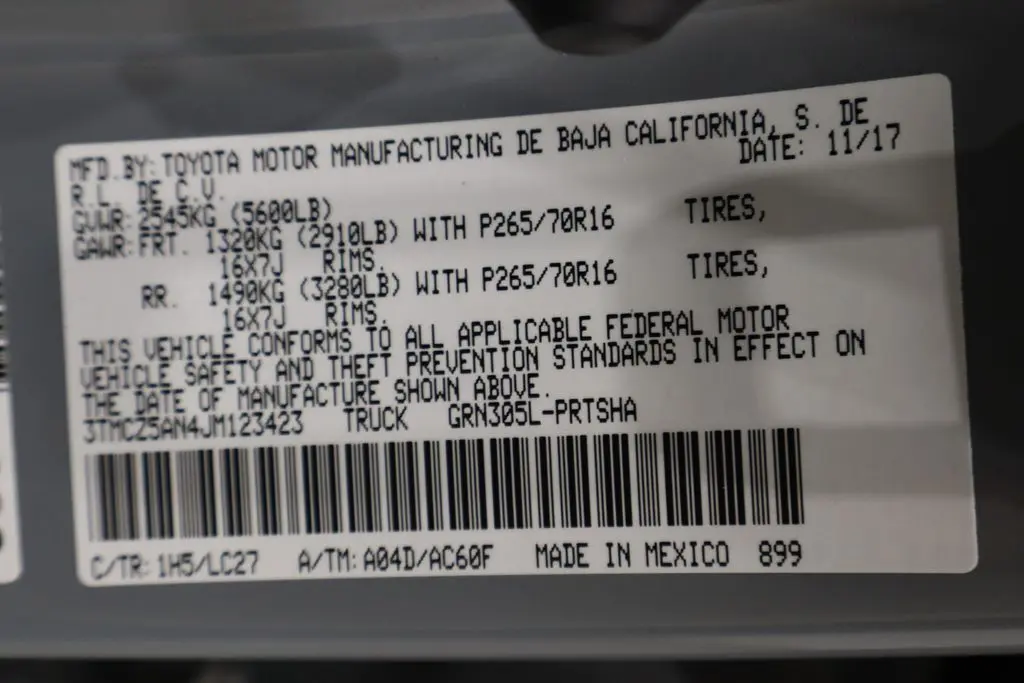 MFD.BY: TOYOTA MOTOR MANUFACTURING DE BAJA CALIFORNIA, S. DE
R.L. DE C.V. DATE: 11/17
GVWR: 2545KG (5600LB)
GAWR: FRT. 1320KG (2910LB) WITH P265/70R16 TIRES,
16X7J RIMS.
RR. 1490KG (3280LB) WITH P265/70R16 TIRES,
16X7J RIMS.
THIS VEHICLE CONFORMS TO ALL APPLICABLE FEDERAL MOTOR
VEHICLE SAFETY AND THEFT PREVENTION STANDARDS IN EFFECT ON
THE DATE OF MANUFACTURE SHOWN ABOVE.
3TMCZ5AN4JM123423 TRUCK GRN305L-PRTSHA
C/TR: 1H5/LC27 A/TM: A04D/AC60F MADE IN MEXICO 899